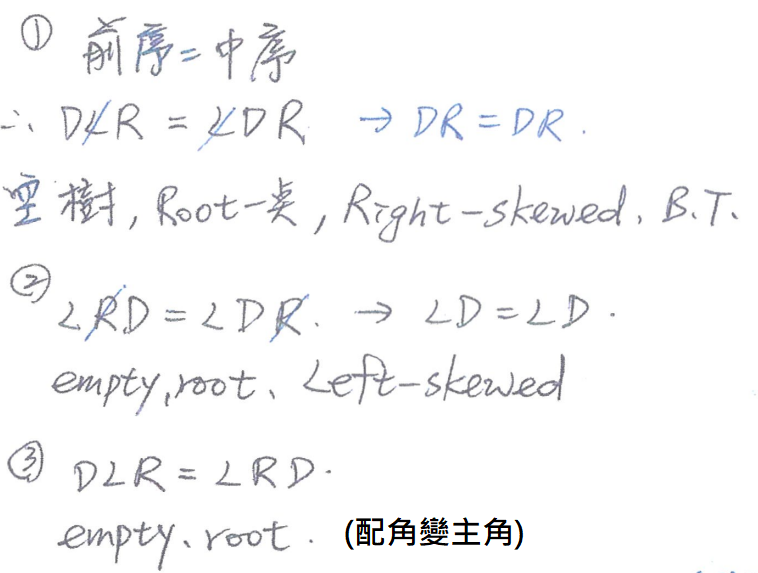 ① 前序=中序
∴ DLR = LDR → DR = DR.
空樹, Root一奌, Right-skewed. B.T.
② LRD = LDR. → LD = LD.
empty, root、Left-skewed
③ DLR = LRD.
empty、root. (配角變主角)